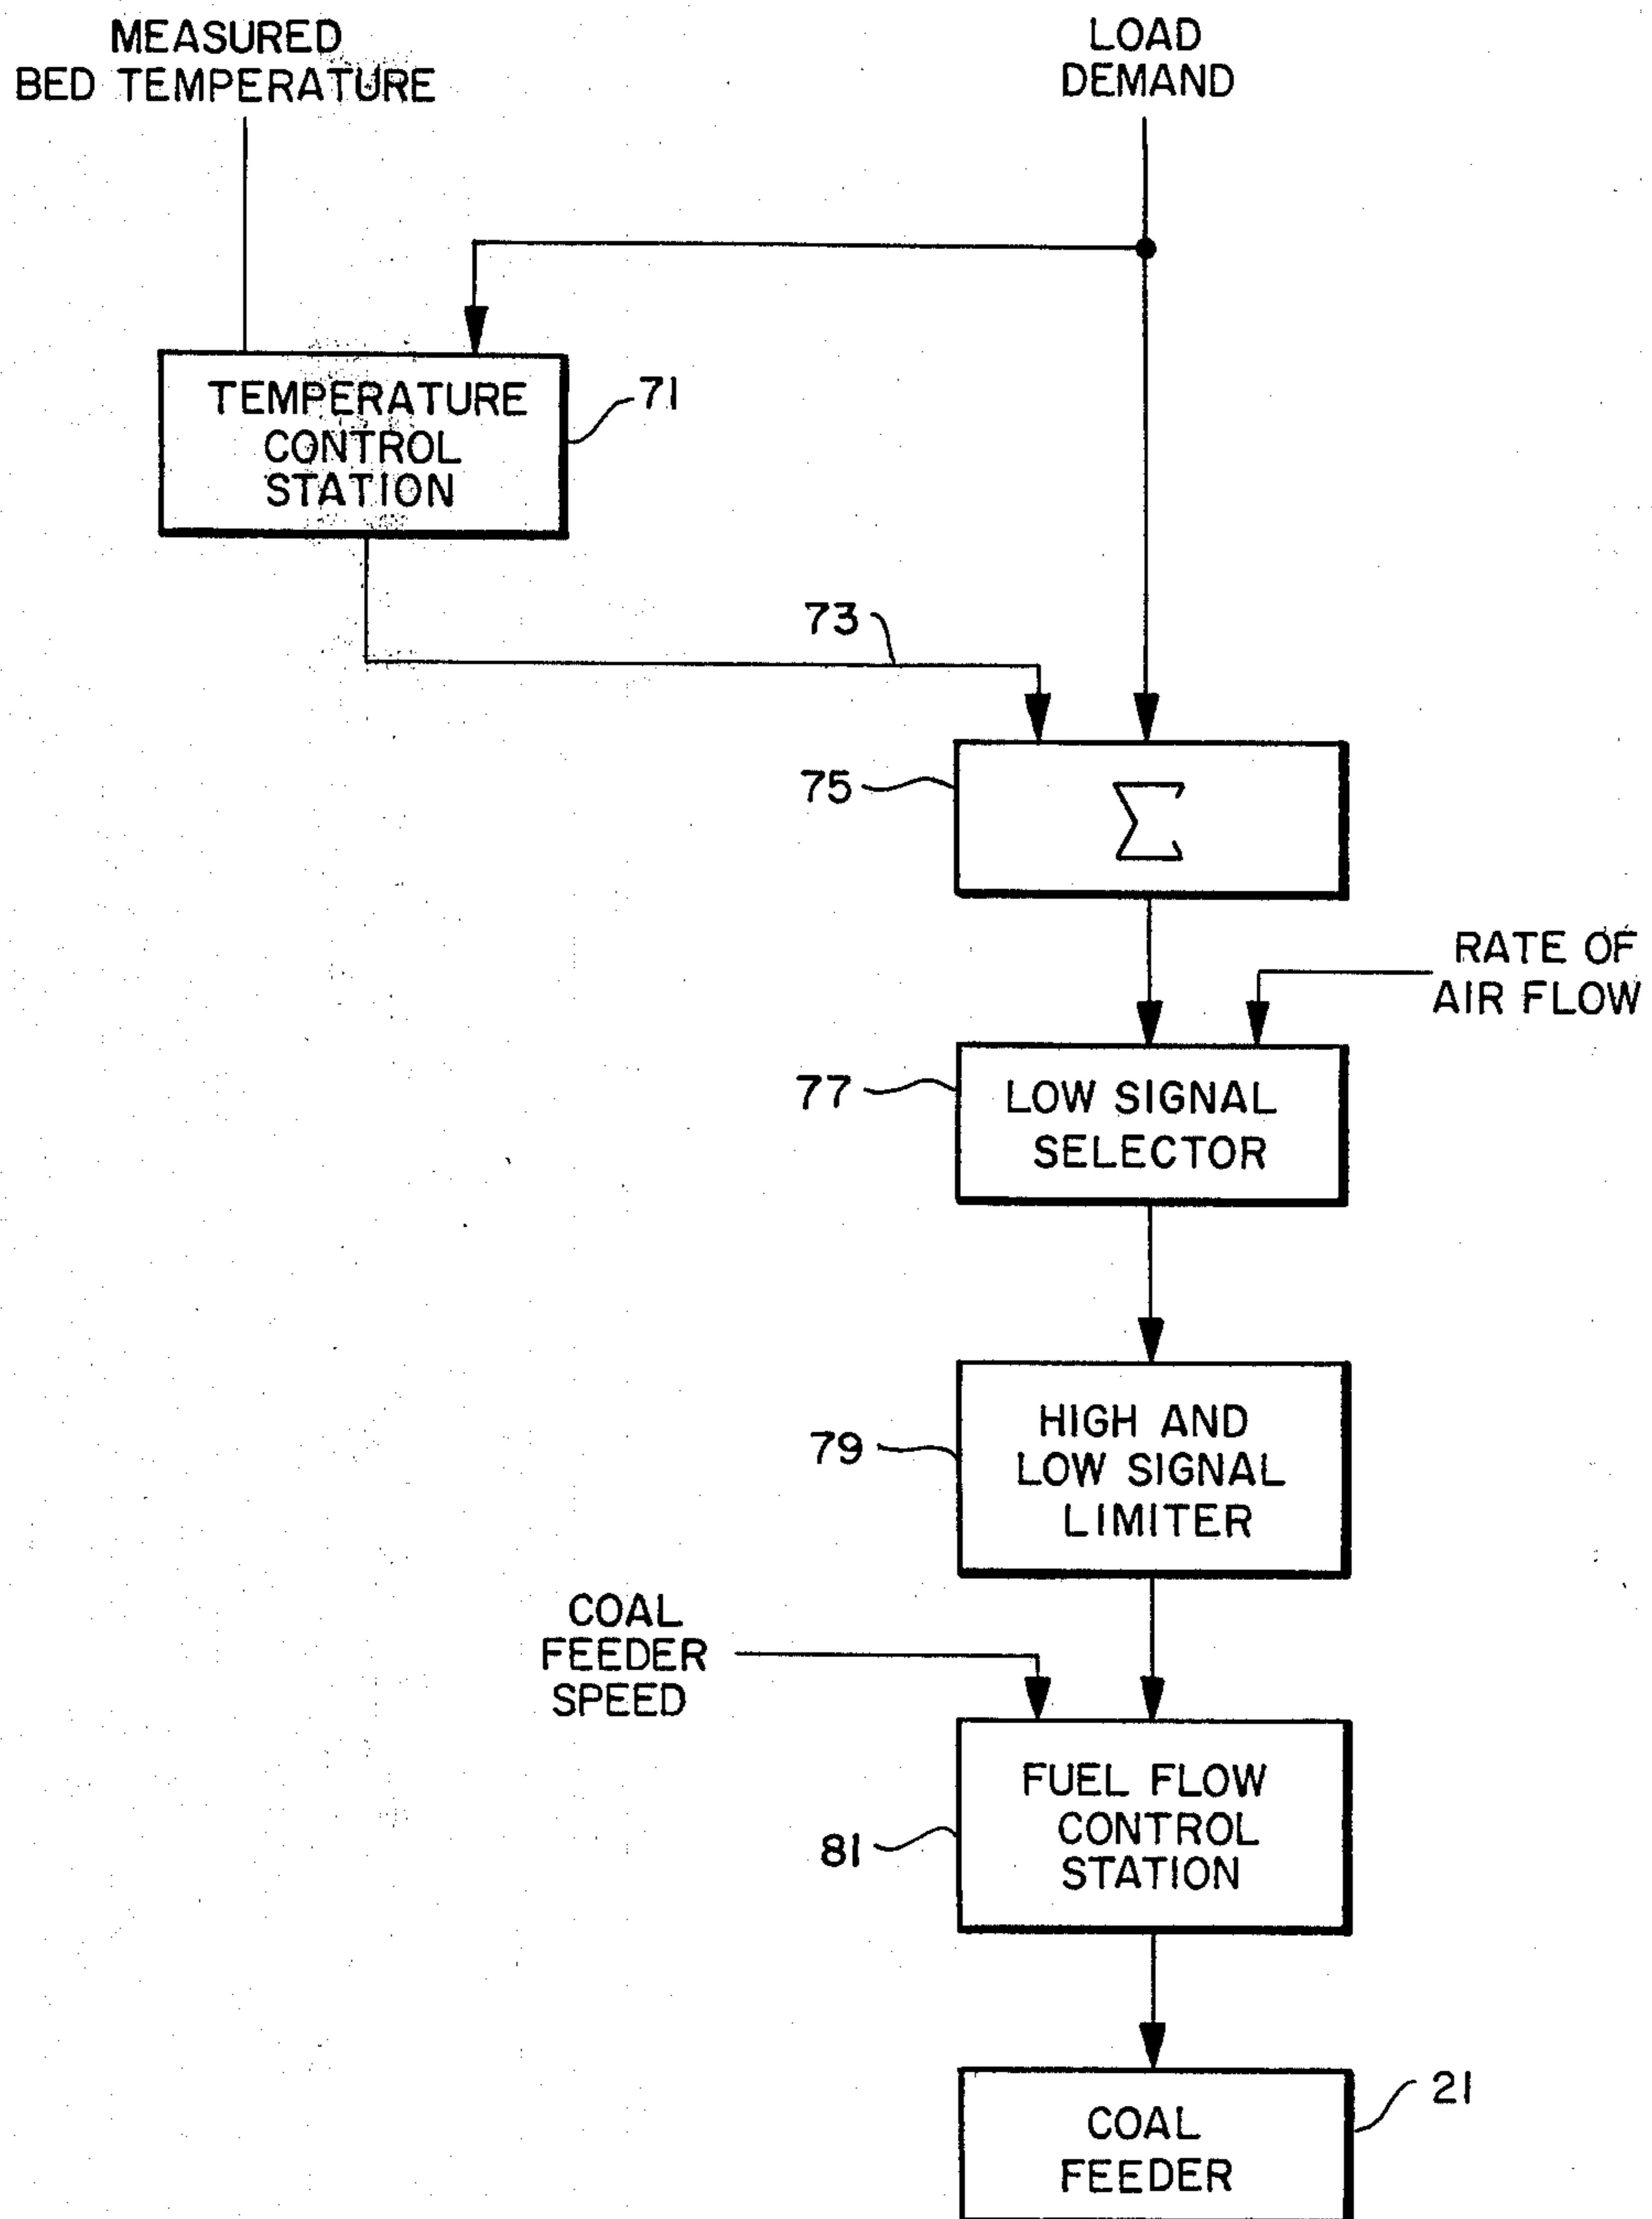 MEASURED
BED TEMPERATURE
LOAD
DEMAND
TEMPERATURE
CONTROL
STATION
71
73
75
Σ
RATE OF
AIR FLOW
77
LOW SIGNAL
SELECTOR
79
HIGH AND
LOW SIGNAL
LIMITER
COAL
FEEDER
SPEED
FUEL FLOW
CONTROL
STATION
81
21
COAL
FEEDER